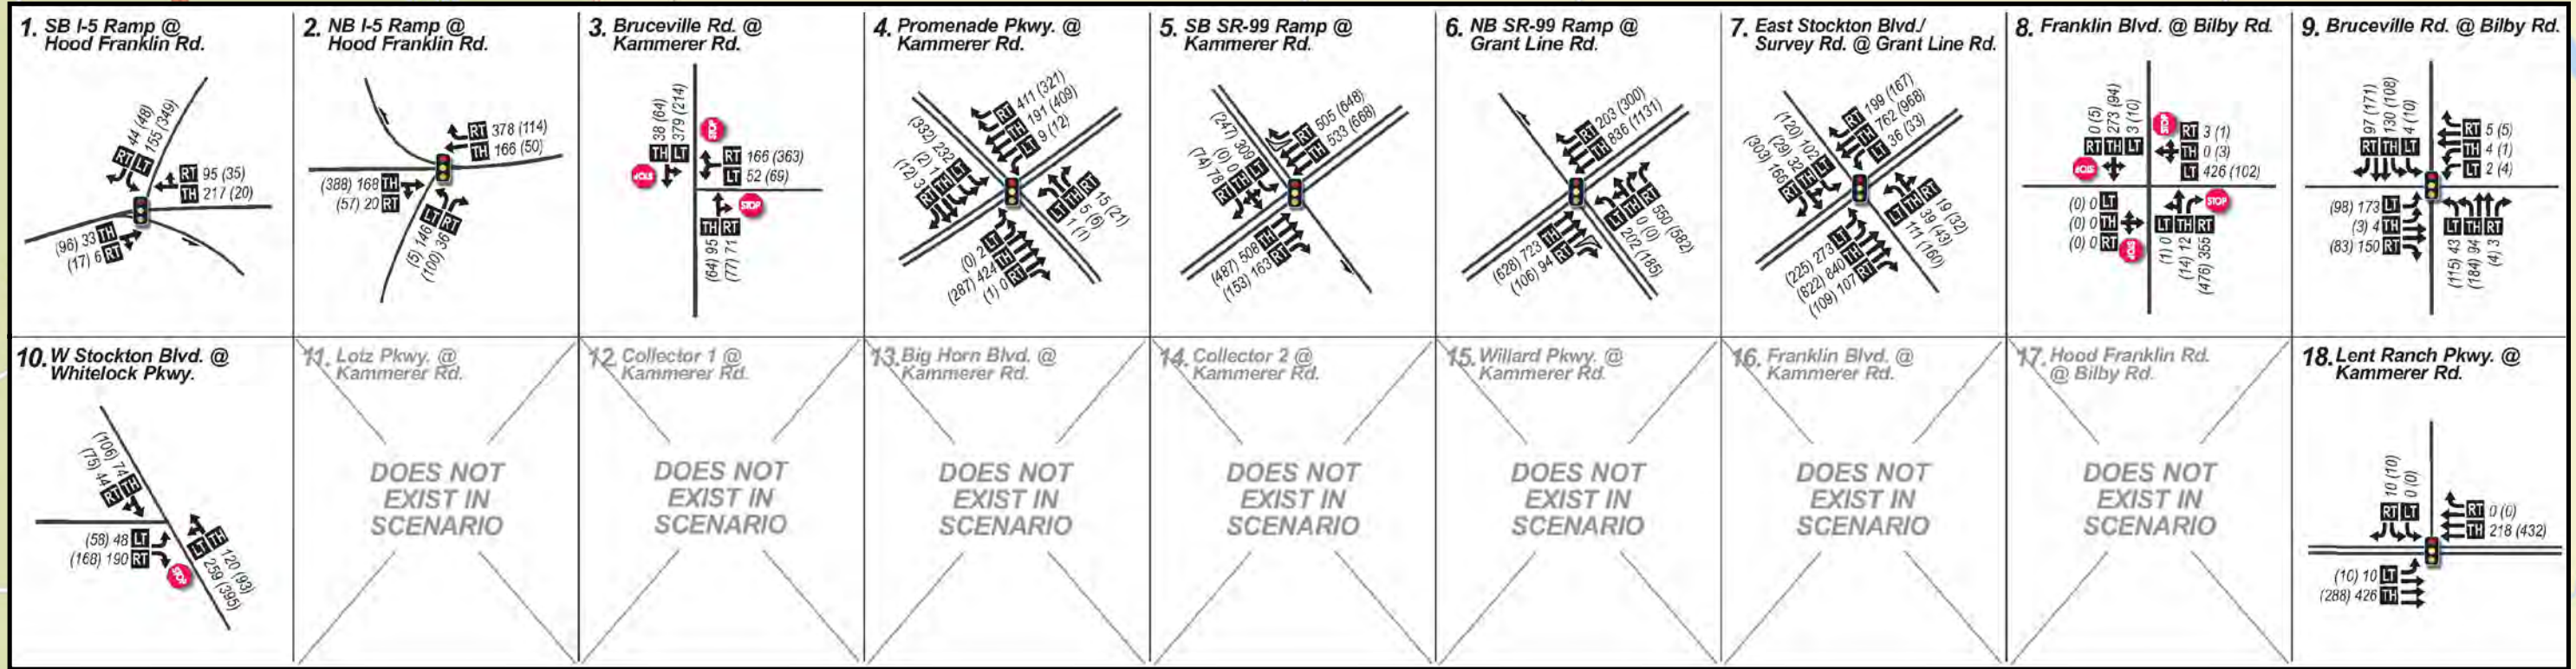 1. SB I-5 Ramp @
Hood Franklin Rd.
RT 44 (48)
LT 155 (349)
RT 95 (35)
TH 217 (20)
(96) 33 TH
(17) 6 RT
2. NB I-5 Ramp @
Hood Franklin Rd.
RT 378 (114)
TH 166 (50)
(388) 168 TH
(57) 20 RT
(5) 146 LT
(100) 36 RT
3. Bruceville Rd. @
Kammerer Rd.
TH 38 (64)
LT 379 (214)
STOP
STOP
RT 166 (363)
LT 52 (69)
STOP
TH RT
(64) 95
(77) 71
4. Promenade Pkwy. @
Kammerer Rd.
RT 411 (321)
TH 191 (409)
LT 9 (12)
(332) 232 LT
(2) 1 TH
(12) 3 RT
RT 15 (21)
TH 5 (6)
LT 1 (1)
(0) 2 LT
(287) 424 TH
(1) 0 RT
5. SB SR-99 Ramp @
Kammerer Rd.
RT 505 (648)
TH 533 (668)
(247) 309 LT
(0) 0 TH
(74) 78 RT
(487) 508 TH
(153) 163 RT
6. NB SR-99 Ramp @
Grant Line Rd.
RT 203 (300)
TH 836 (1131)
RT 550 (582)
TH 0 (0)
LT 202 (185)
(628) 723 TH
(106) 94 RT
7. East Stockton Blvd./
Survey Rd. @ Grant Line Rd.
RT 199 (167)
TH 762 (968)
LT 36 (33)
(120) 102 LT
(29) 32 TH
(303) 160 RT
RT 19 (32)
TH 39 (43)
LT 111 (160)
(225) 273 LT
(822) 840 TH
(109) 107 RT
8. Franklin Blvd. @ Bilby Rd.
RT 0 (5)
TH 273 (94)
LT 3 (10)
STOP
STOP
RT 3 (1)
TH 0 (3)
LT 426 (102)
(0) 0 LT
(0) 0 TH
(0) 0 RT
STOP
STOP
LT TH RT
(1) 0
(14) 12
(476) 355
9. Bruceville Rd. @ Bilby Rd.
RT 97 (171)
TH 130 (108)
LT 4 (10)
RT 5 (5)
TH 4 (1)
LT 2 (4)
(98) 173 LT
(3) 4 TH
(83) 150 RT
LT TH RT
(115) 43
(184) 94
(4) 3
10. W Stockton Blvd. @
Whitelock Pkwy.
(106) 74 TH
(75) 44 RT
(58) 48 LT
(168) 190 RT
STOP
TH 120 (93)
LT 259 (395)
11. Lotz Pkwy. @
Kammerer Rd.
DOES NOT
EXIST IN
SCENARIO
12. Collector 1 @
Kammerer Rd.
DOES NOT
EXIST IN
SCENARIO
13. Big Horn Blvd. @
Kammerer Rd.
DOES NOT
EXIST IN
SCENARIO
14. Collector 2 @
Kammerer Rd.
DOES NOT
EXIST IN
SCENARIO
15. Willard Pkwy. @
Kammerer Rd.
DOES NOT
EXIST IN
SCENARIO
16. Franklin Blvd. @
Kammerer Rd.
DOES NOT
EXIST IN
SCENARIO
17. Hood Franklin Rd.
@ Bilby Rd.
DOES NOT
EXIST IN
SCENARIO
18. Lent Ranch Pkwy. @
Kammerer Rd.
RT 10 (10)
LT 0 (0)
RT 0 (0)
TH 218 (432)
(10) 10 LT
(288) 426 TH